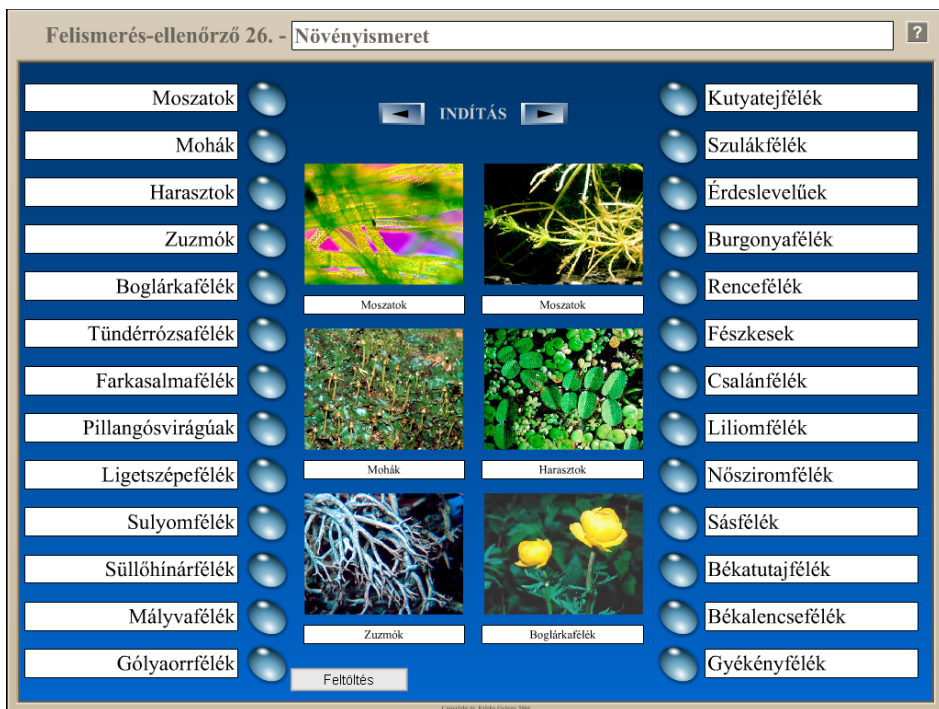 Felismerés-ellenőrző 26. - Növényismeret
?
Moszatok
Mohák
Harasztok
Zuzmók
Boglárkafélék
Tündérrózsafélék
Farkasalmafélék
Pillangósvirágúak
Ligetszépefélék
Sulyomfélék
Süllőhínárfélék
Mályvafélék
Gólyaorrfélék
INDÍTÁS
Moszatok
Moszatok
Mohák
Harasztok
Zuzmók
Boglárkafélék
Feltöltés
Kutyatejfélék
Szulákfélék
Érdeslevelűek
Burgonyafélék
Rencefélék
Fészkesek
Csalánfélék
Liliomfélék
Nősziromfélék
Sásfélék
Békatutajfélék
Békalencsefélék
Gyékényfélék